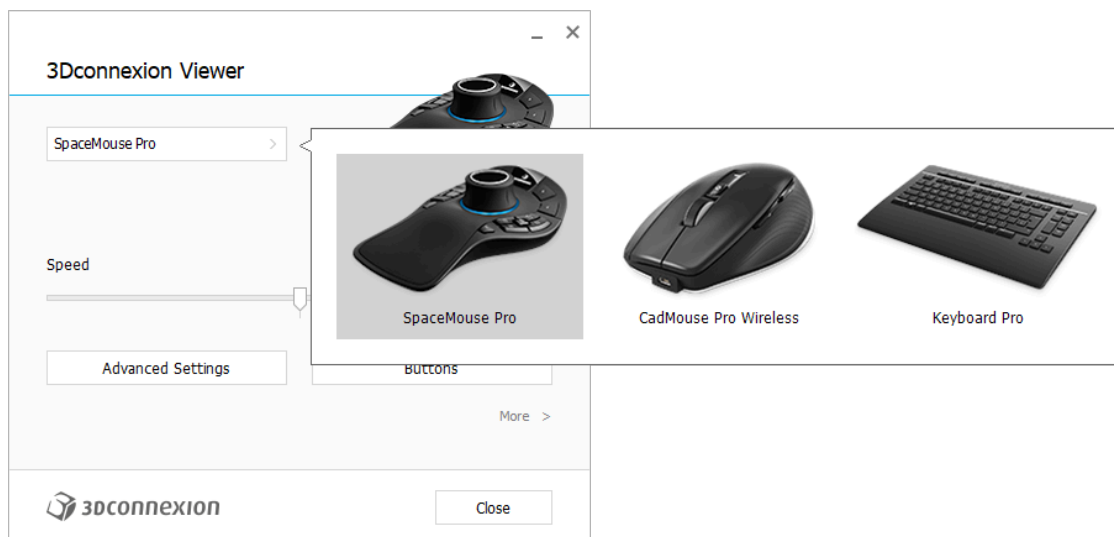 3Dconnexion Viewer
SpaceMouse Pro
SpaceMouse Pro
CadMouse Pro Wireless
Keyboard Pro
Speed
Advanced Settings
Buttons
More >
3Dconnexion
Close